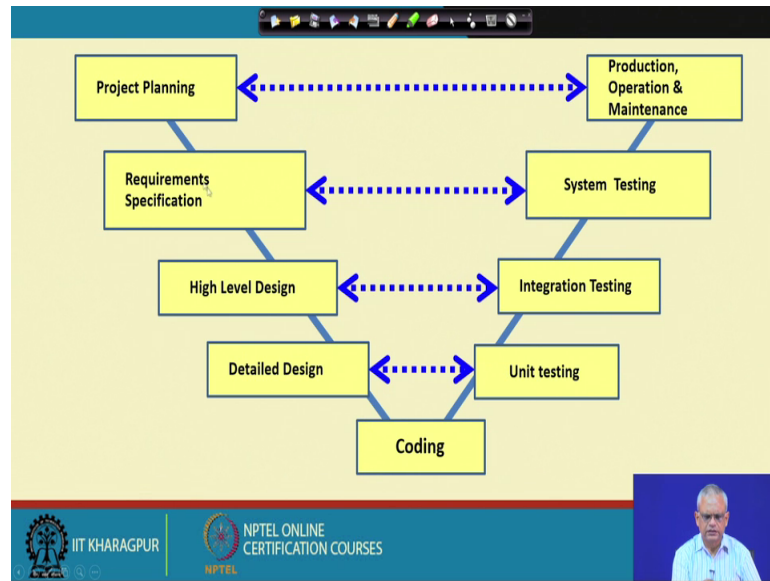 Project Planning
Production,
Operation &
Maintenance
Requirements
Specification
System Testing
High Level Design
Integration Testing
Detailed Design
Unit testing
Coding
IIT KHARAGPUR
NPTEL
NPTEL ONLINE
CERTIFICATION COURSES